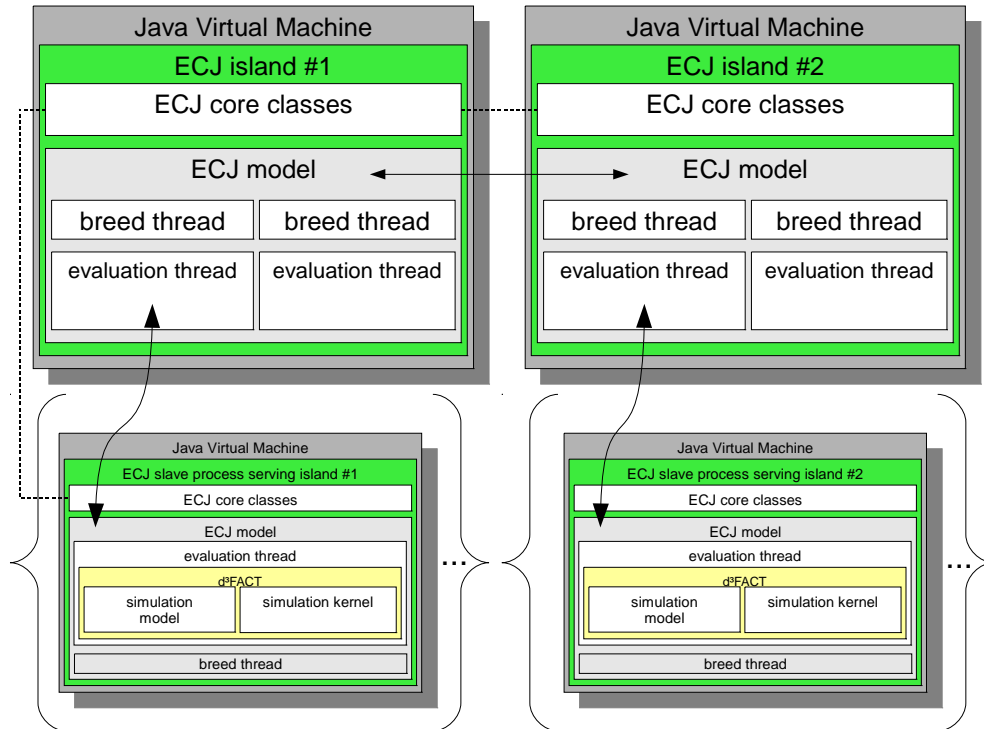 Java Virtual Machine
ECJ island #1
ECJ core classes
ECJ model
breed thread
breed thread
evaluation thread
evaluation thread
Java Virtual Machine
ECJ island #2
ECJ core classes
ECJ model
breed thread
breed thread
evaluation thread
evaluation thread
Java Virtual Machine
ECJ slave process serving island #1
ECJ core classes
ECJ model
evaluation thread
d³FACT
simulation
model
simulation kernel
breed thread
...
Java Virtual Machine
ECJ slave process serving island #2
ECJ core classes
ECJ model
evaluation thread
d³FACT
simulation
model
simulation kernel
breed thread
...